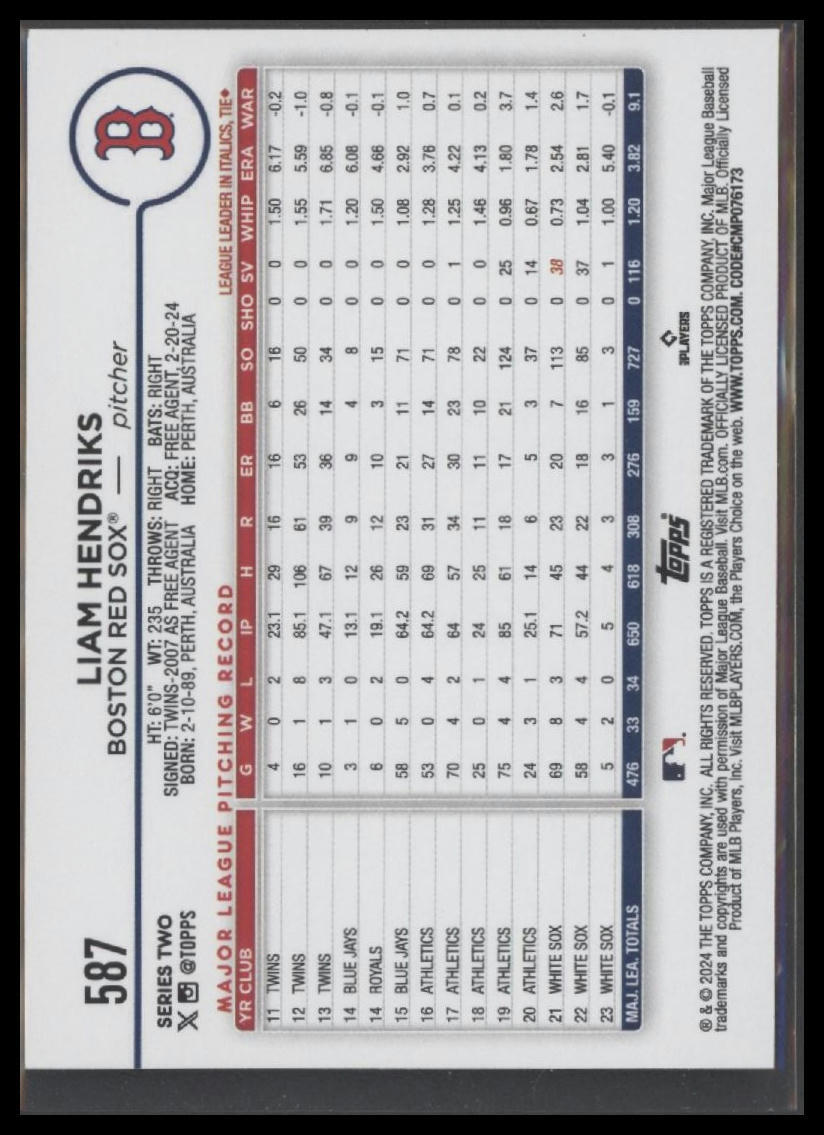 587
LIAM HENDRIKS
BOSTON RED SOX® — pitcher
B
SERIES TWO
@TOPPS
HT: 6'0" WT: 235 THROWS: RIGHT BATS: RIGHT
SIGNED: TWINS-2007 AS FREE AGENT ACQ: FREE AGENT, 2-20-24
BORN: 2-10-89, PERTH, AUSTRALIA HOME: PERTH, AUSTRALIA
MAJOR LEAGUE PITCHING RECORD LEAGUE LEADER IN ITALICS, TIE◆
YR CLUB G W L IP H R ER BB SO SHO SV WHIP ERA WAR
11 TWINS 4 0 2 23.1 29 16 16 6 16 0 0 1.50 6.17 -0.2
12 TWINS 16 1 8 85.1 106 61 53 26 50 0 0 1.55 5.59 -1.0
13 TWINS 10 1 3 47.1 67 39 36 14 34 0 0 1.71 6.85 -0.8
14 BLUE JAYS 3 1 0 13.1 12 9 9 4 8 0 0 1.20 6.08 -0.1
14 ROYALS 6 0 2 19.1 26 12 10 3 15 0 0 1.50 4.66 -0.1
15 BLUE JAYS 58 5 0 64.2 59 23 21 11 71 0 0 1.08 2.92 1.0
16 ATHLETICS 53 0 4 64.2 69 31 27 14 71 0 0 1.28 3.76 0.7
17 ATHLETICS 70 4 2 64 57 34 30 23 78 0 1 1.25 4.22 0.1
18 ATHLETICS 25 0 1 24 25 11 11 10 22 0 0 1.46 4.13 0.2
19 ATHLETICS 75 4 4 85 61 18 17 21 124 0 25 0.96 1.80 3.7
20 ATHLETICS 24 3 1 25.1 14 6 5 3 37 0 14 0.67 1.78 1.4
21 WHITE SOX 69 8 3 71 45 23 20 7 113 0 38 0.73 2.54 2.6
22 WHITE SOX 58 4 4 57.2 44 22 18 16 85 0 37 1.04 2.81 1.7
23 WHITE SOX 5 2 0 5 4 3 3 1 3 0 1 1.00 5.40 -0.1
MAJ. LEA. TOTALS 476 33 34 650 618 308 276 159 727 0 116 1.20 3.82 9.1
topps® PLAYERS
® & © 2024 THE TOPPS COMPANY, INC. ALL RIGHTS RESERVED. TOPPS IS A REGISTERED TRADEMARK OF THE TOPPS COMPANY, INC. Major League Baseball
trademarks and copyrights are used with permission of Major League Baseball. Visit MLB.com. OFFICIALLY LICENSED PRODUCT OF MLB. Officially Licensed
Product of MLB Players, Inc. Visit MLBPLAYERS.COM, the Players Choice on the web. WWW.TOPPS.COM. CODE#CMP076173